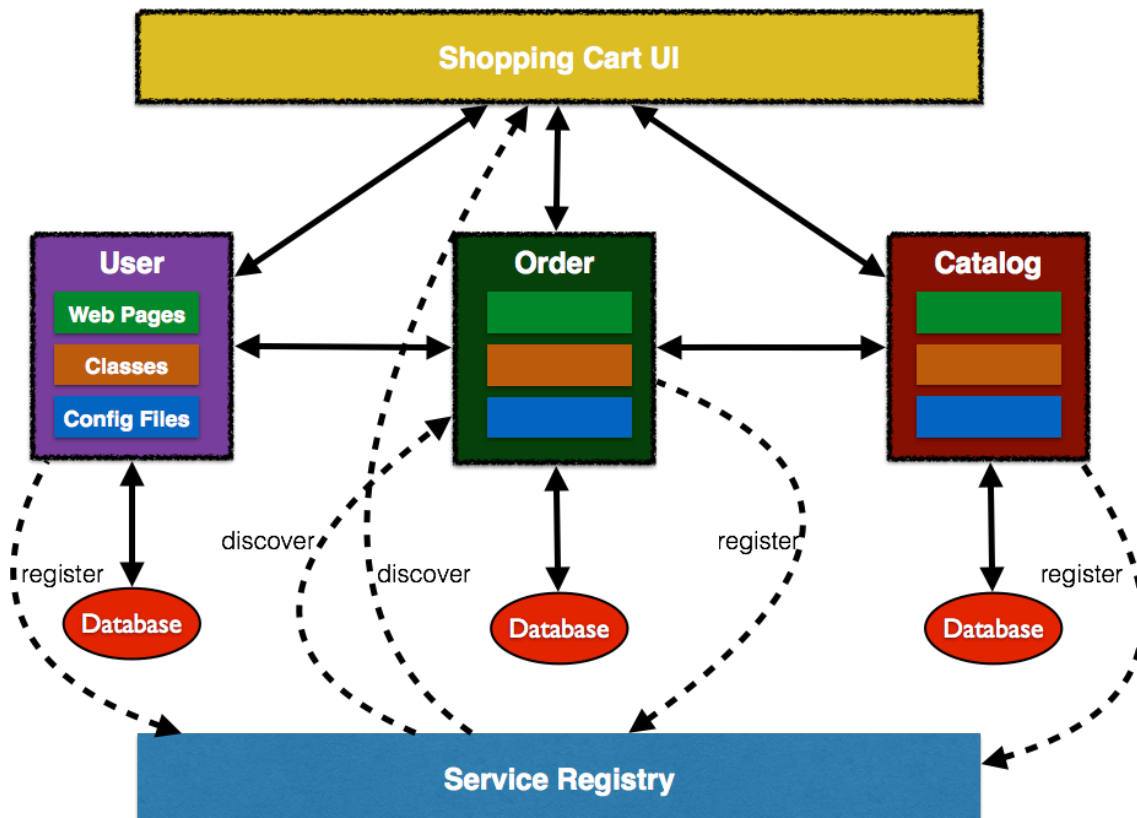 Shopping Cart UI
User
Order
Catalog
Web Pages
Classes
Config Files
discover
register
discover
register
register
Database
Database
Database
Service Registry